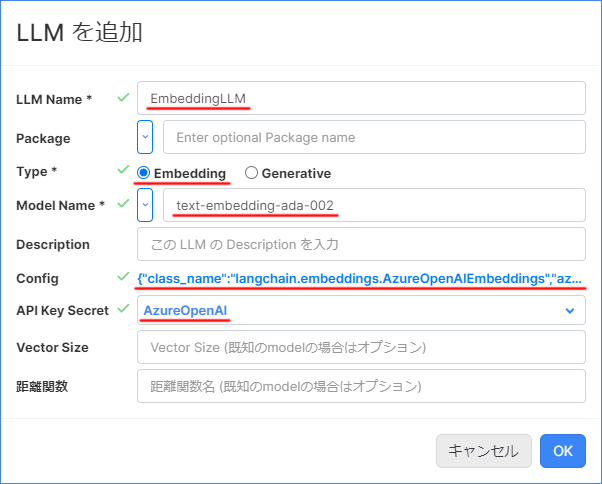 LLM を追加
LLM Name * EmbeddingLLM
Package Enter optional Package name
Type * Embedding Generative
Model Name * text-embedding-ada-002
Description この LLM の Description を入力
Config {"class_name":"langchain.embeddings.AzureOpenAIEmbeddings","az...
API Key Secret AzureOpenAI
Vector Size Vector Size (既知のmodelの場合はオプション)
距離関数 距離関数名 (既知のmodelの場合はオプション)
キャンセル OK